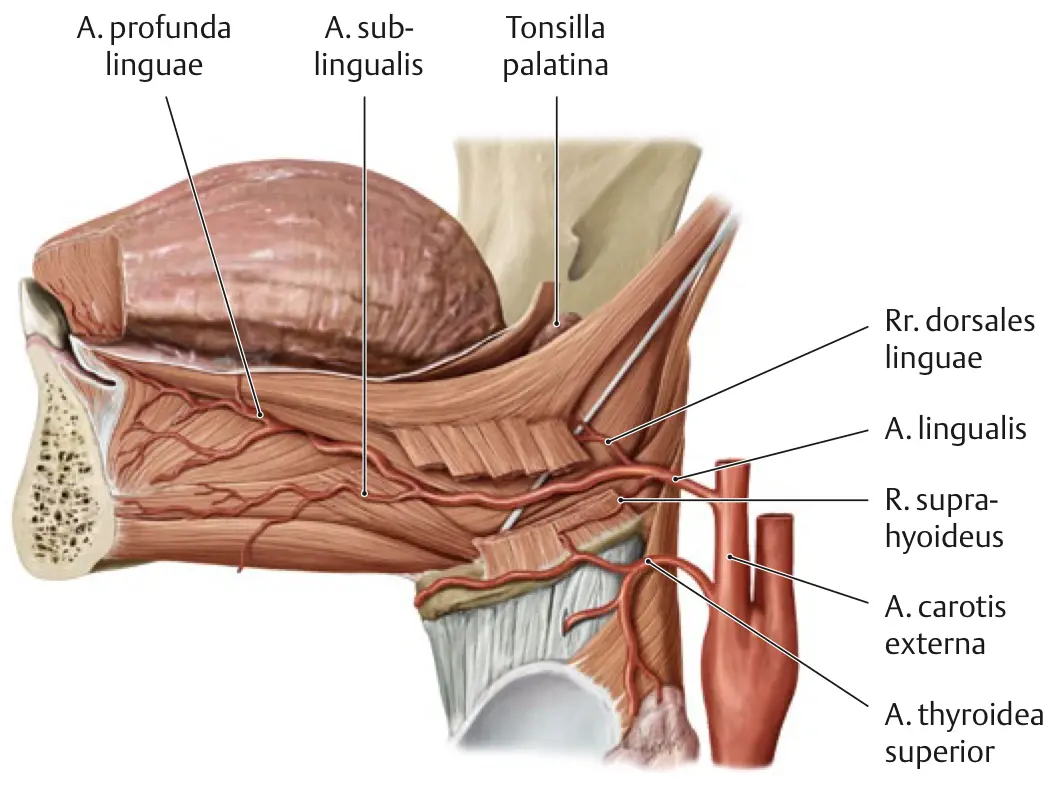 A. profunda
linguae
A. sub-
lingualis
Tonsilla
palatina
Rr. dorsales
linguae
A. lingualis
R. supra-
hyoideus
A. carotis
externa
A. thyroidea
superior